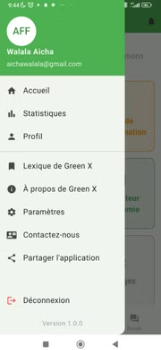 9:44
AFF
Walala Aicha
aichawalala@gmail.com
Accueil
Statistiques
Profil
Lexique de Green X
À propos de Green X
Paramètres
Contactez-nous
Partager l'application
Déconnexion
Version 1.0.0